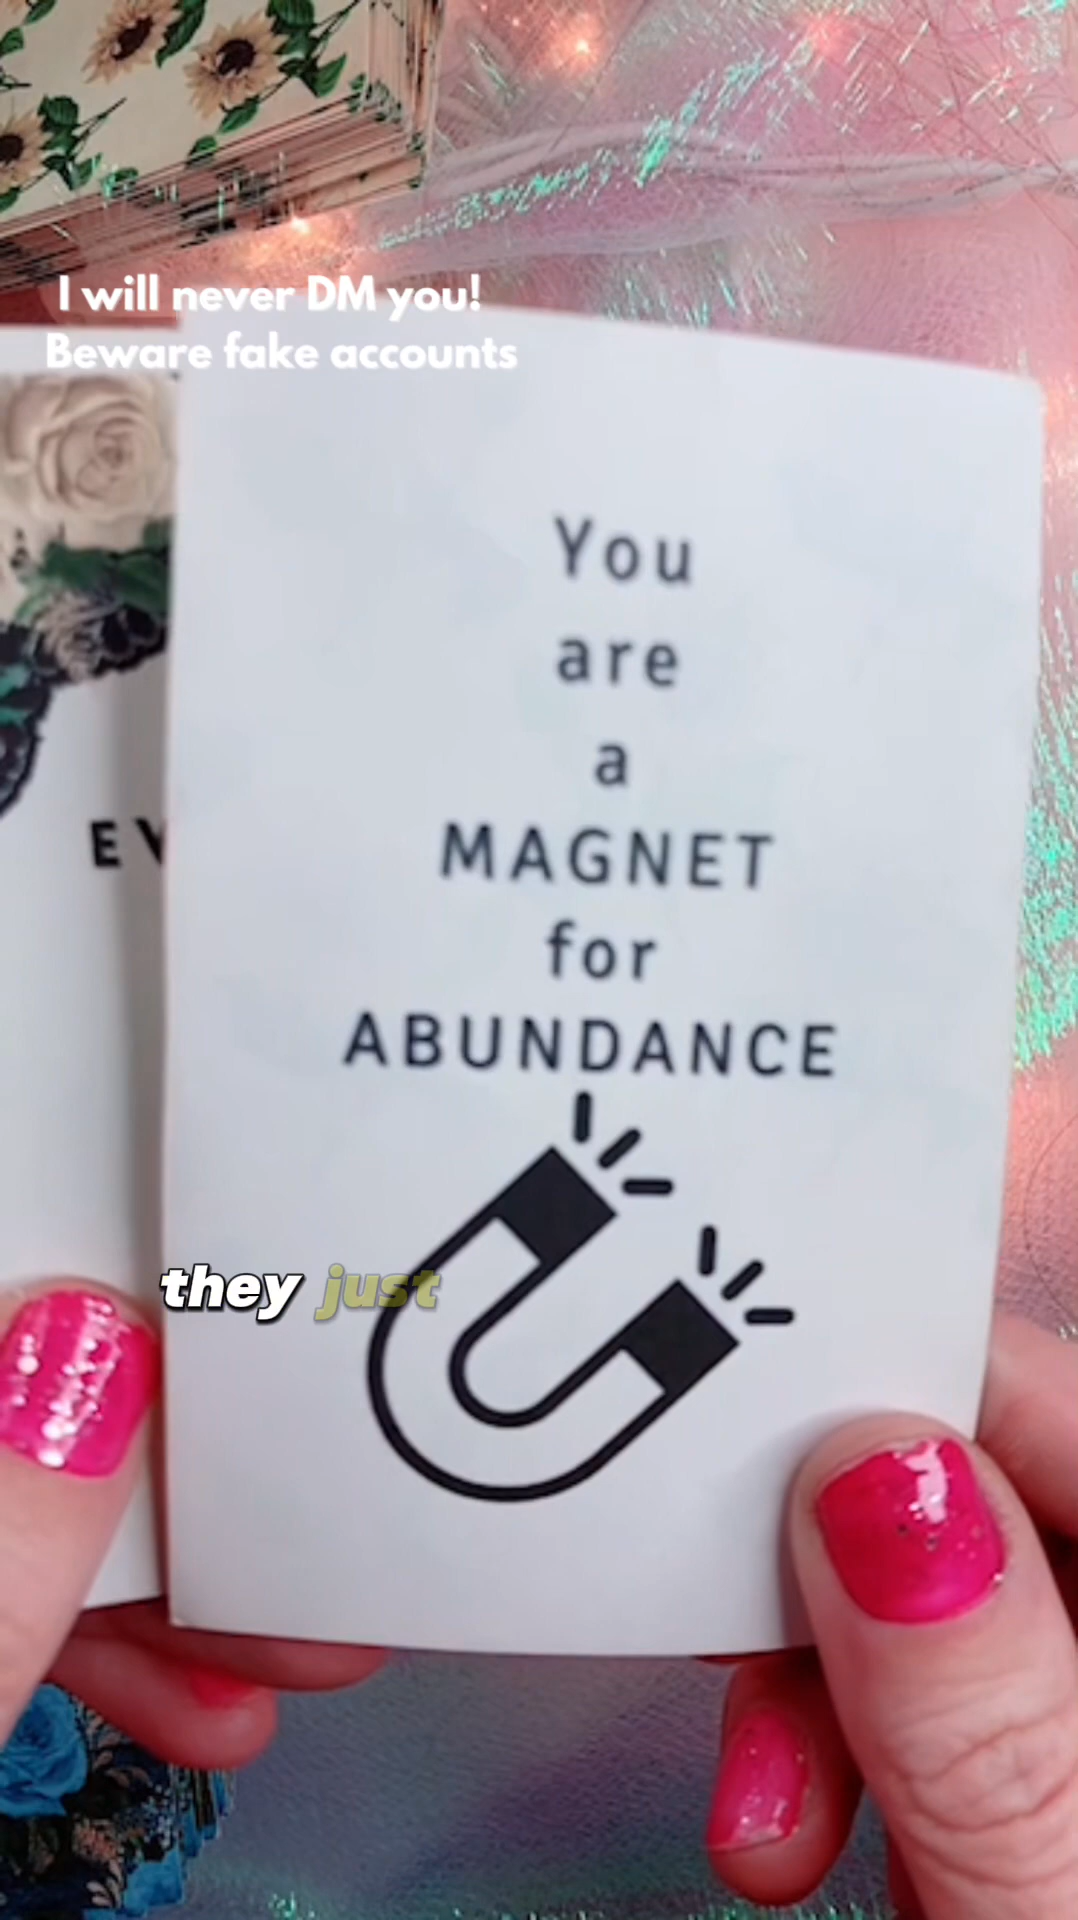 I will never DM you!
Beware fake accounts
You
are
a
MAGNET
for
ABUNDANCE
they just